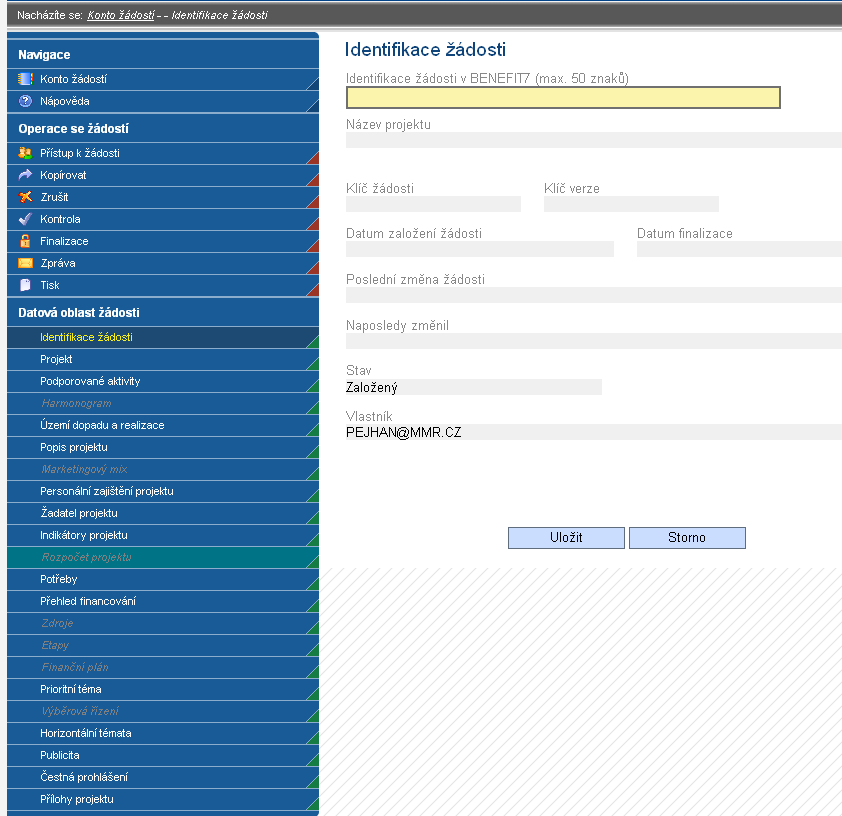 Nacházíte se: Konto žádostí - - Identifikace žádosti
Navigace
Konto žádostí
Nápověda
Operace se žádostí
Přístup k žádosti
Kopírovat
Zrušit
Kontrola
Finalizace
Zpráva
Tisk
Datová oblast žádosti
Identifikace žádosti
Projekt
Podporované aktivity
Harmonogram
Území dopadu a realizace
Popis projektu
Marketingový mix
Personální zajištění projektu
Žadatel projektu
Indikátory projektu
Rozpočet projektu
Potřeby
Přehled financování
Zdroje
Etapy
Finanční plán
Prioritní téma
Výběrová řízení
Horizontální témata
Publicita
Čestná prohlášení
Přílohy projektu
Identifikace žádosti
Identifikace žádosti v BENEFIT7 (max. 50 znaků)
Název projektu
Klíč žádosti Klíč verze
Datum založení žádosti Datum finalizace
Poslední změna žádosti
Naposledy změnil
Stav
Založený
Vlastník
PEJHAN@MMR.CZ
Uložit Storno